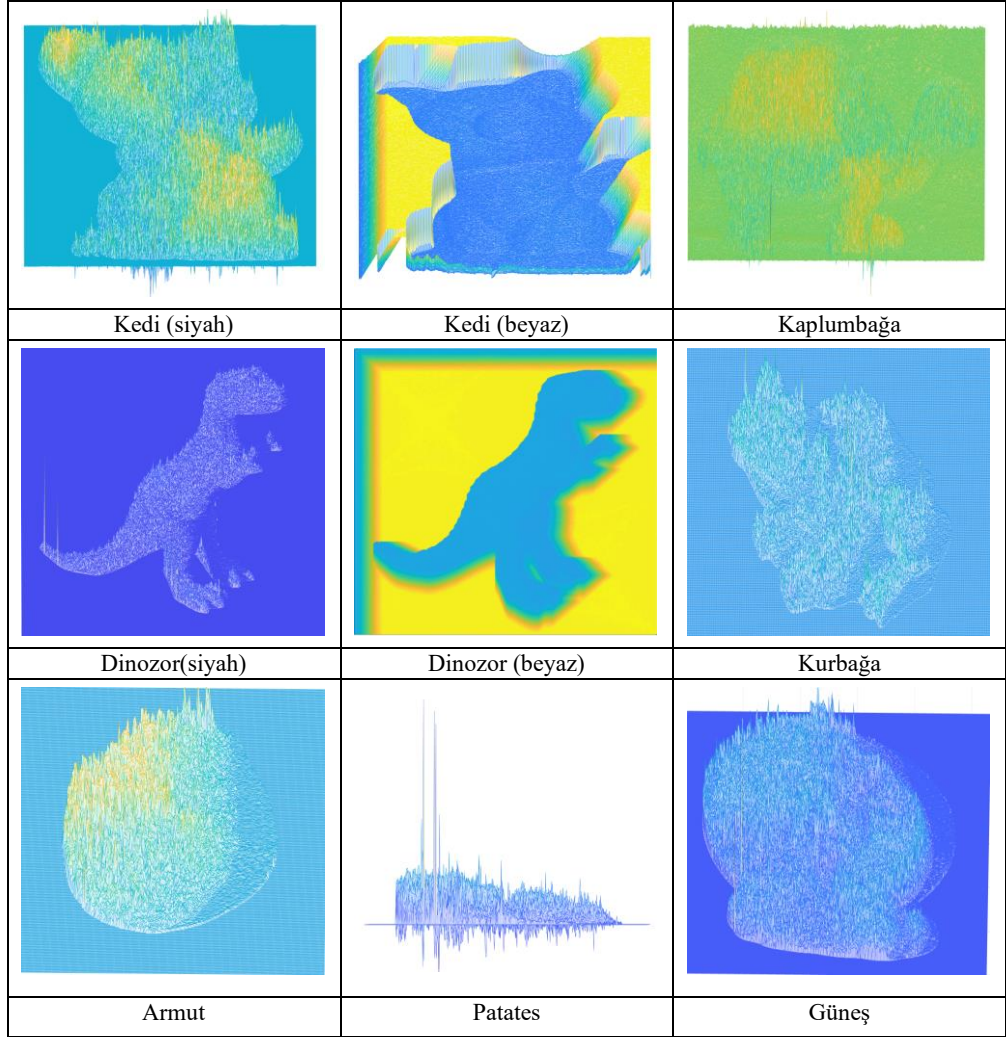 Kedi (siyah)
Kedi (beyaz)
Kaplumbağa
Dinozor(siyah)
Dinozor (beyaz)
Kurbağa
Armut
Patates
Güneş